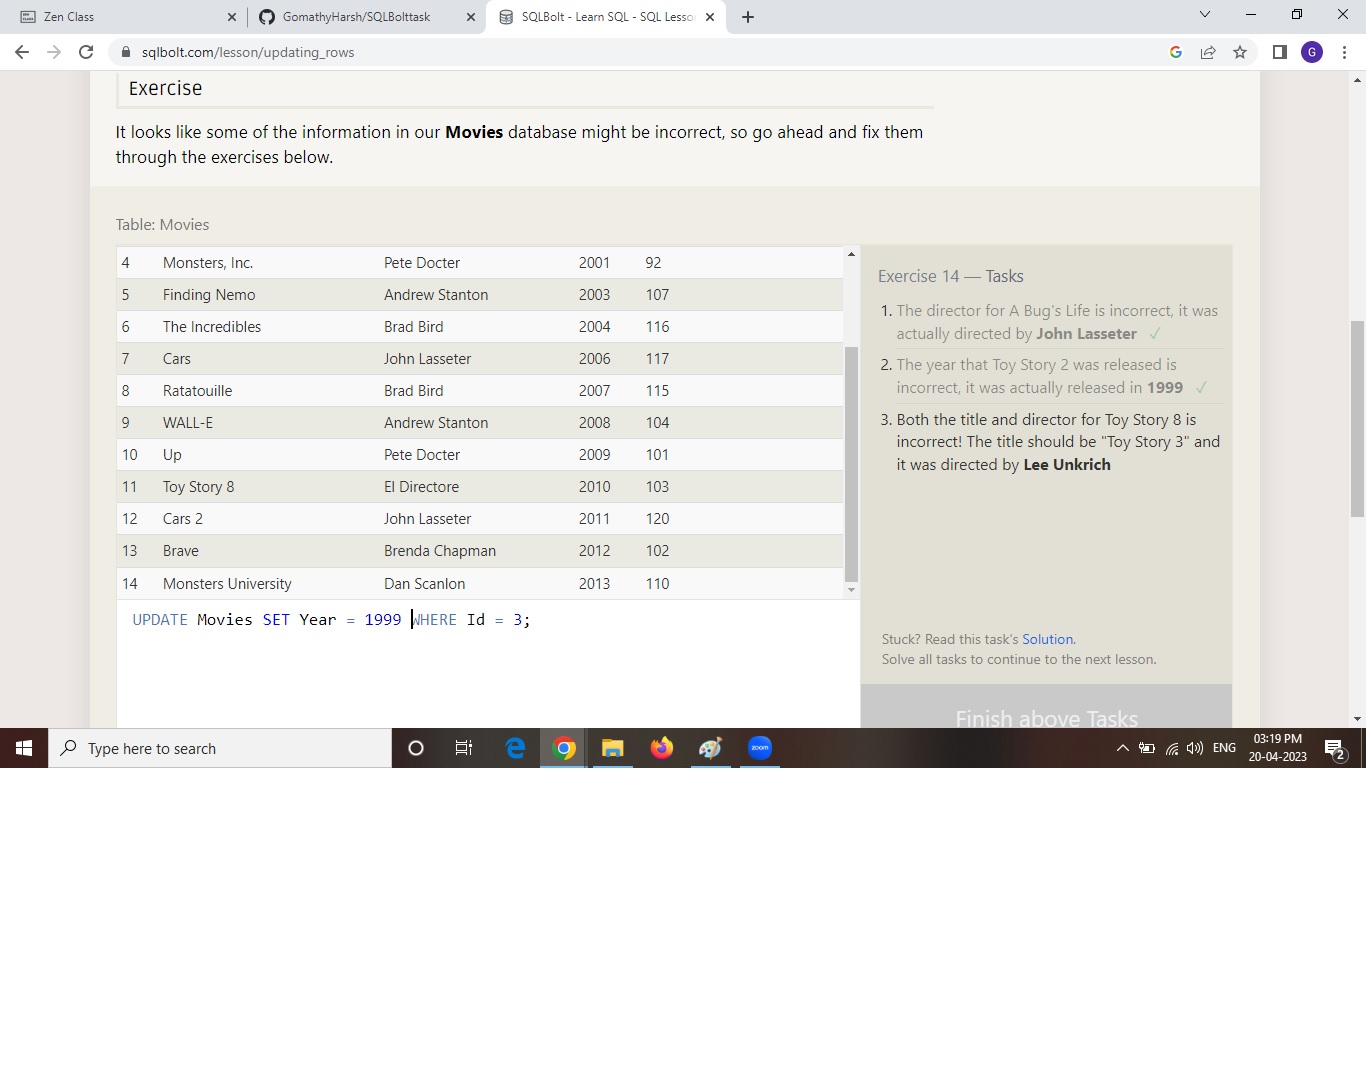 Zen Class
GomathyHarsh/SQLBolttask
SQLBolt - Learn SQL - SQL Lesso
sqlbolt.com/lesson/updating_rows
G
Exercise
It looks like some of the information in our Movies database might be incorrect, so go ahead and fix them
through the exercises below.
Table: Movies
4 Monsters, Inc. Pete Docter 2001 92
5 Finding Nemo Andrew Stanton 2003 107
6 The Incredibles Brad Bird 2004 116
7 Cars John Lasseter 2006 117
8 Ratatouille Brad Bird 2007 115
9 WALL-E Andrew Stanton 2008 104
10 Up Pete Docter 2009 101
11 Toy Story 8 El Directore 2010 103
12 Cars 2 John Lasseter 2011 120
13 Brave Brenda Chapman 2012 102
14 Monsters University Dan Scanlon 2013 110
UPDATE Movies SET Year = 1999 WHERE Id = 3;
Exercise 14 — Tasks
1. The director for A Bug's Life is incorrect, it was
actually directed by John Lasseter ✓
2. The year that Toy Story 2 was released is
incorrect, it was actually released in 1999 ✓
3. Both the title and director for Toy Story 8 is
incorrect! The title should be "Toy Story 3" and
it was directed by Lee Unkrich
Stuck? Read this task's Solution.
Solve all tasks to continue to the next lesson.
Finish above Tasks
Type here to search
zoom
ENG
03:19 PM
20-04-2023
2